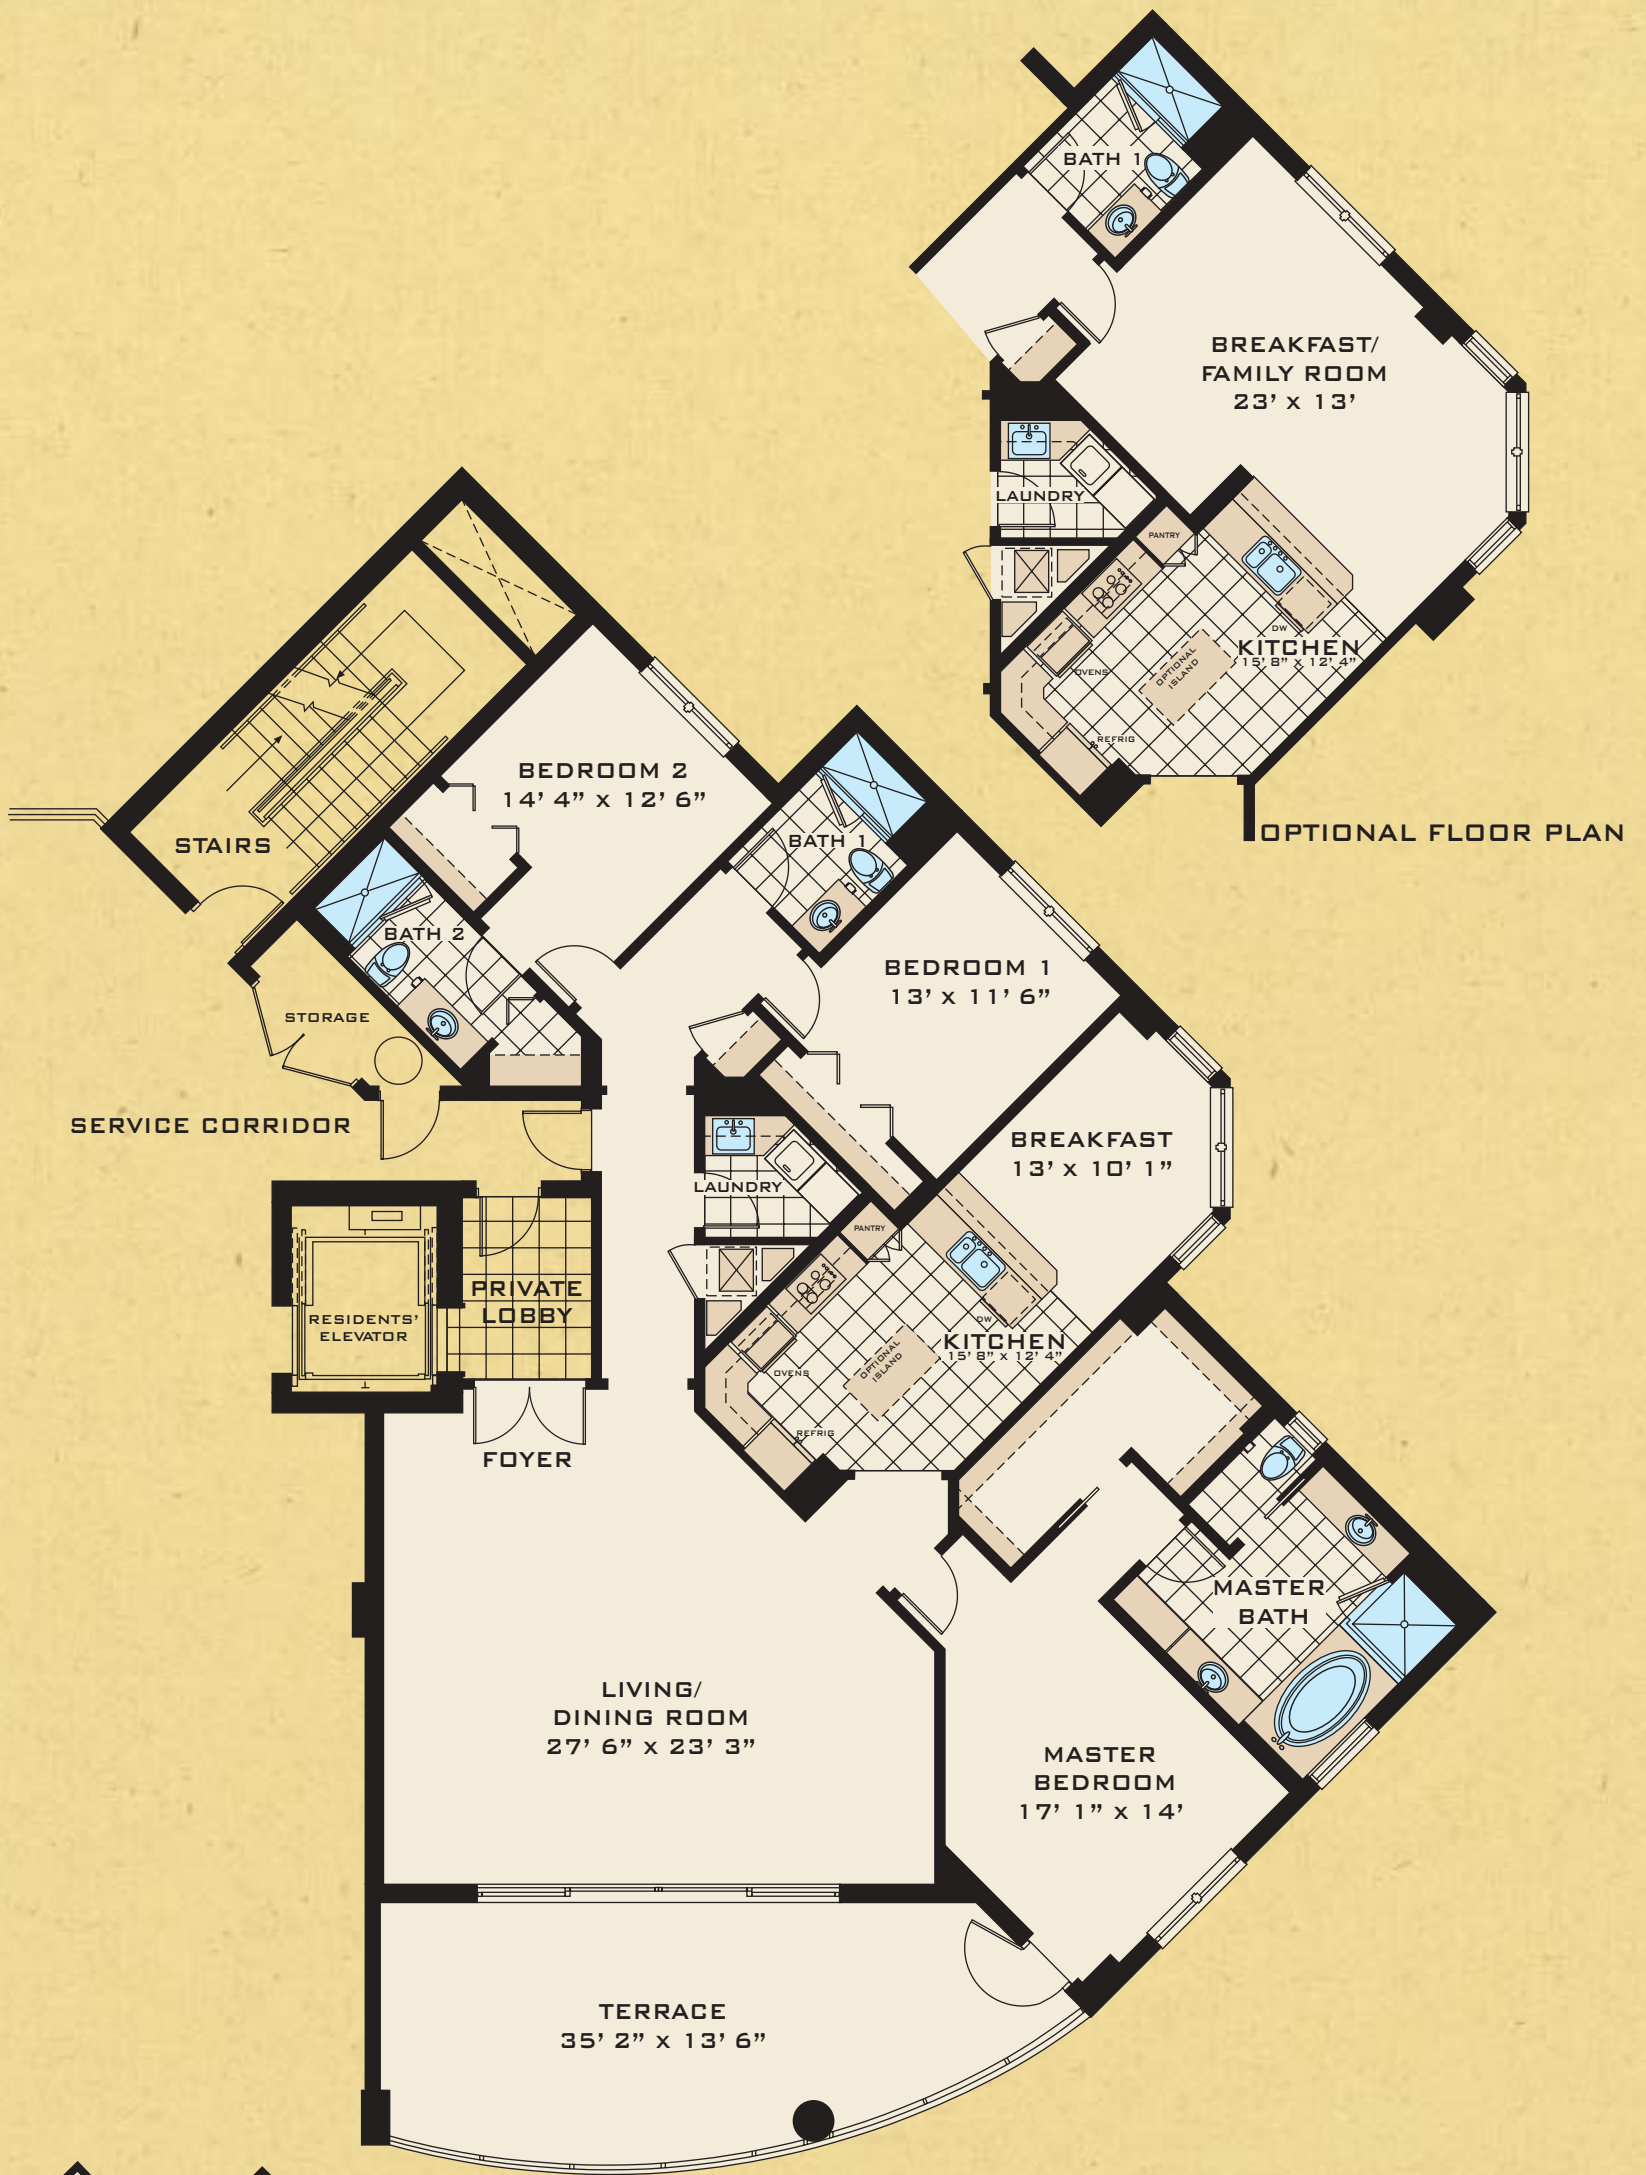 BATH 1
BREAKFAST/
FAMILY ROOM
23’ x 13’
LAUNDRY
PANTRY
DW
KITCHEN
15’ 8” x 12’ 4”
OPTIONAL
ISLAND
OVENS
REFRIG
OPTIONAL FLOOR PLAN
BEDROOM 2
14’ 4” x 12’ 6”
STAIRS
BATH 1
BATH 2
BEDROOM 1
13’ x 11’ 6”
STORAGE
SERVICE CORRIDOR
BREAKFAST
13’ x 10’ 1”
LAUNDRY
PANTRY
PRIVATE
LOBBY
RESIDENTS’
ELEVATOR
DW
KITCHEN
15’ 8” x 12’ 4”
OPTIONAL
ISLAND
OVENS
REFRIG
FOYER
MASTER
BATH
LIVING/
DINING ROOM
27’ 6” x 23’ 3”
MASTER
BEDROOM
17’ 1” x 14’
TERRACE
35’ 2” x 13’ 6”